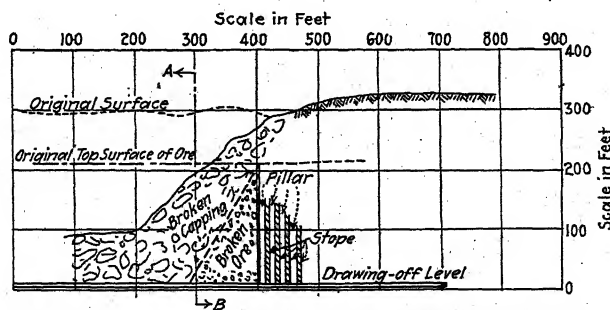 Scale in Feet
0 100 200 300 400 500 600 700 800 900
400
A
Original Surface
300
Original Top Surface of Ore
200
Pillar
Broken Capping
Broken Ore
Stope
100
Drawing-off Level
0
B
Scale in Feet